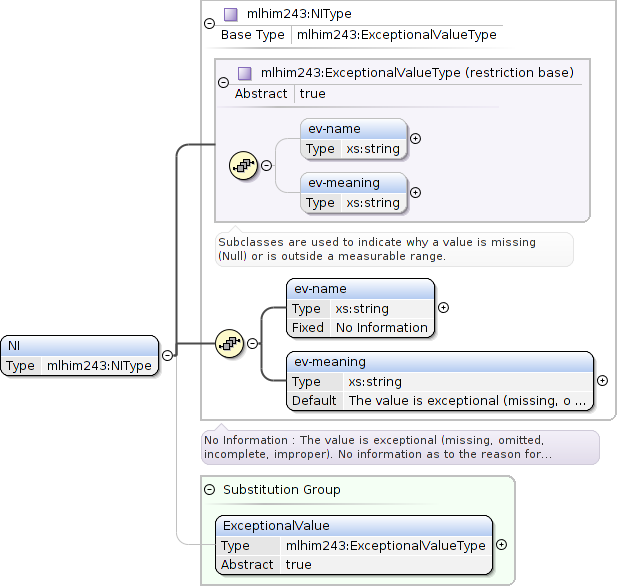 mlhim243:NIType
Base Type mlhim243:ExceptionalValueType
mlhim243:ExceptionalValueType (restriction base)
Abstract true
ev-name
Type xs:string
ev-meaning
Type xs:string
Subclasses are used to indicate why a value is missing
(Null) or is outside a measurable range.
ev-name
Type xs:string
Fixed No Information
NI
Type mlhim243:NIType
ev-meaning
Type xs:string
Default The value is exceptional (missing, o ...
No Information : The value is exceptional (missing, omitted,
incomplete, improper). No information as to the reason for...
Substitution Group
ExceptionalValue
Type mlhim243:ExceptionalValueType
Abstract true